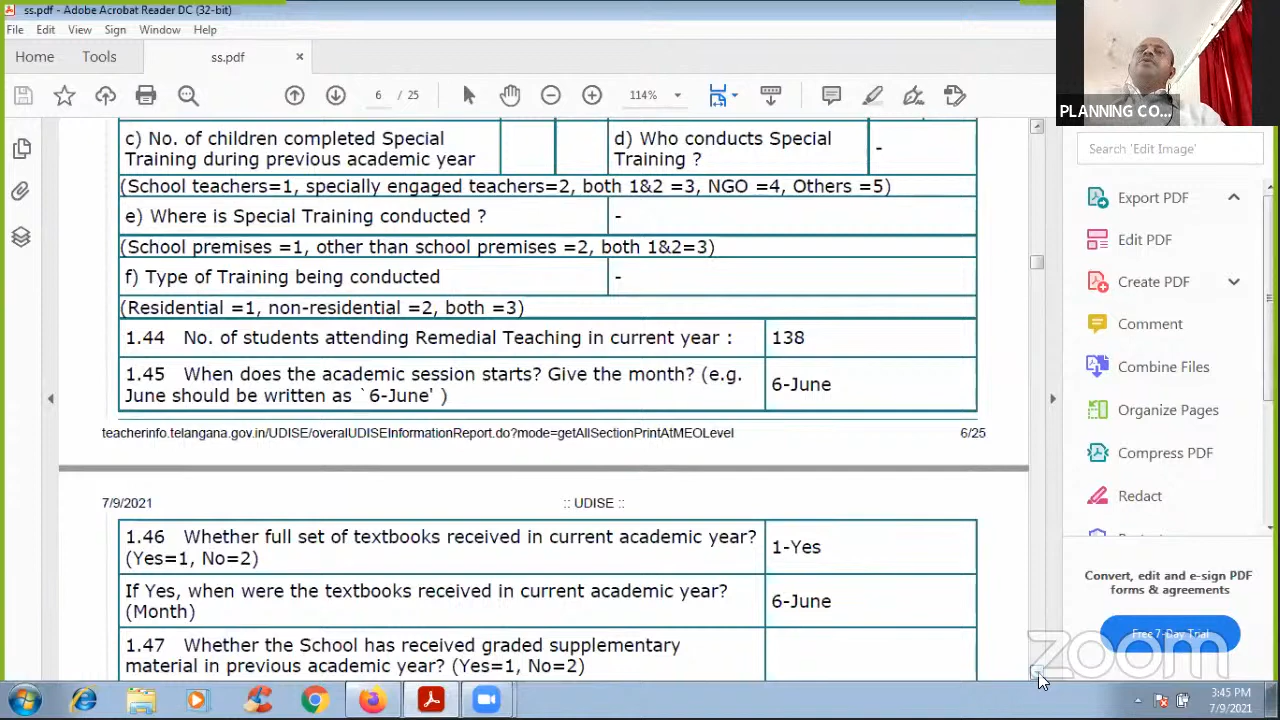 ss.pdf - Adobe Acrobat Reader DC (32-bit)
File Edit View Sign Window Help
Home Tools ss.pdf ×
6 / 25 114%
PLANNING CO...
Search 'Edit Image'
Export PDF
Edit PDF
Create PDF
Comment
Combine Files
Organize Pages
Compress PDF
Redact
Convert, edit and e-sign PDF
forms & agreements
Free 7-Day Trial
zoom
c) No. of children completed Special
Training during previous academic year
d) Who conducts Special
Training ?
-
(School teachers=1, specially engaged teachers=2, both 1&2 =3, NGO =4, Others =5)
e) Where is Special Training conducted ? -
(School premises =1, other than school premises =2, both 1&2=3)
f) Type of Training being conducted -
(Residential =1, non-residential =2, both =3)
1.44 No. of students attending Remedial Teaching in current year : 138
1.45 When does the academic session starts? Give the month? (e.g.
June should be written as `6-June' )
6-June
teacherinfo.telangana.gov.in/UDISE/overalUDISEInformationReport.do?mode=getAllSectionPrintAtMEOLevel 6/25
7/9/2021 :: UDISE ::
1.46 Whether full set of textbooks received in current academic year?
(Yes=1, No=2)
1-Yes
If Yes, when were the textbooks received in current academic year?
(Month)
6-June
1.47 Whether the School has received graded supplementary
material in previous academic year? (Yes=1, No=2)
3:45 PM
7/9/2021